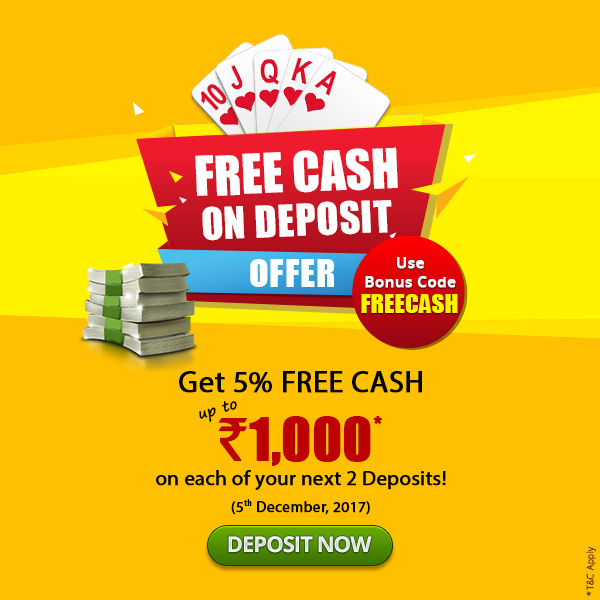 10 J Q K A
FREE CASH
ON DEPOSIT
OFFER
Use
Bonus Code
FREECASH
Get 5% FREE CASH
up to
₹1,000*
on each of your next 2 Deposits!
(5th December, 2017)
DEPOSIT NOW
*T&C Apply